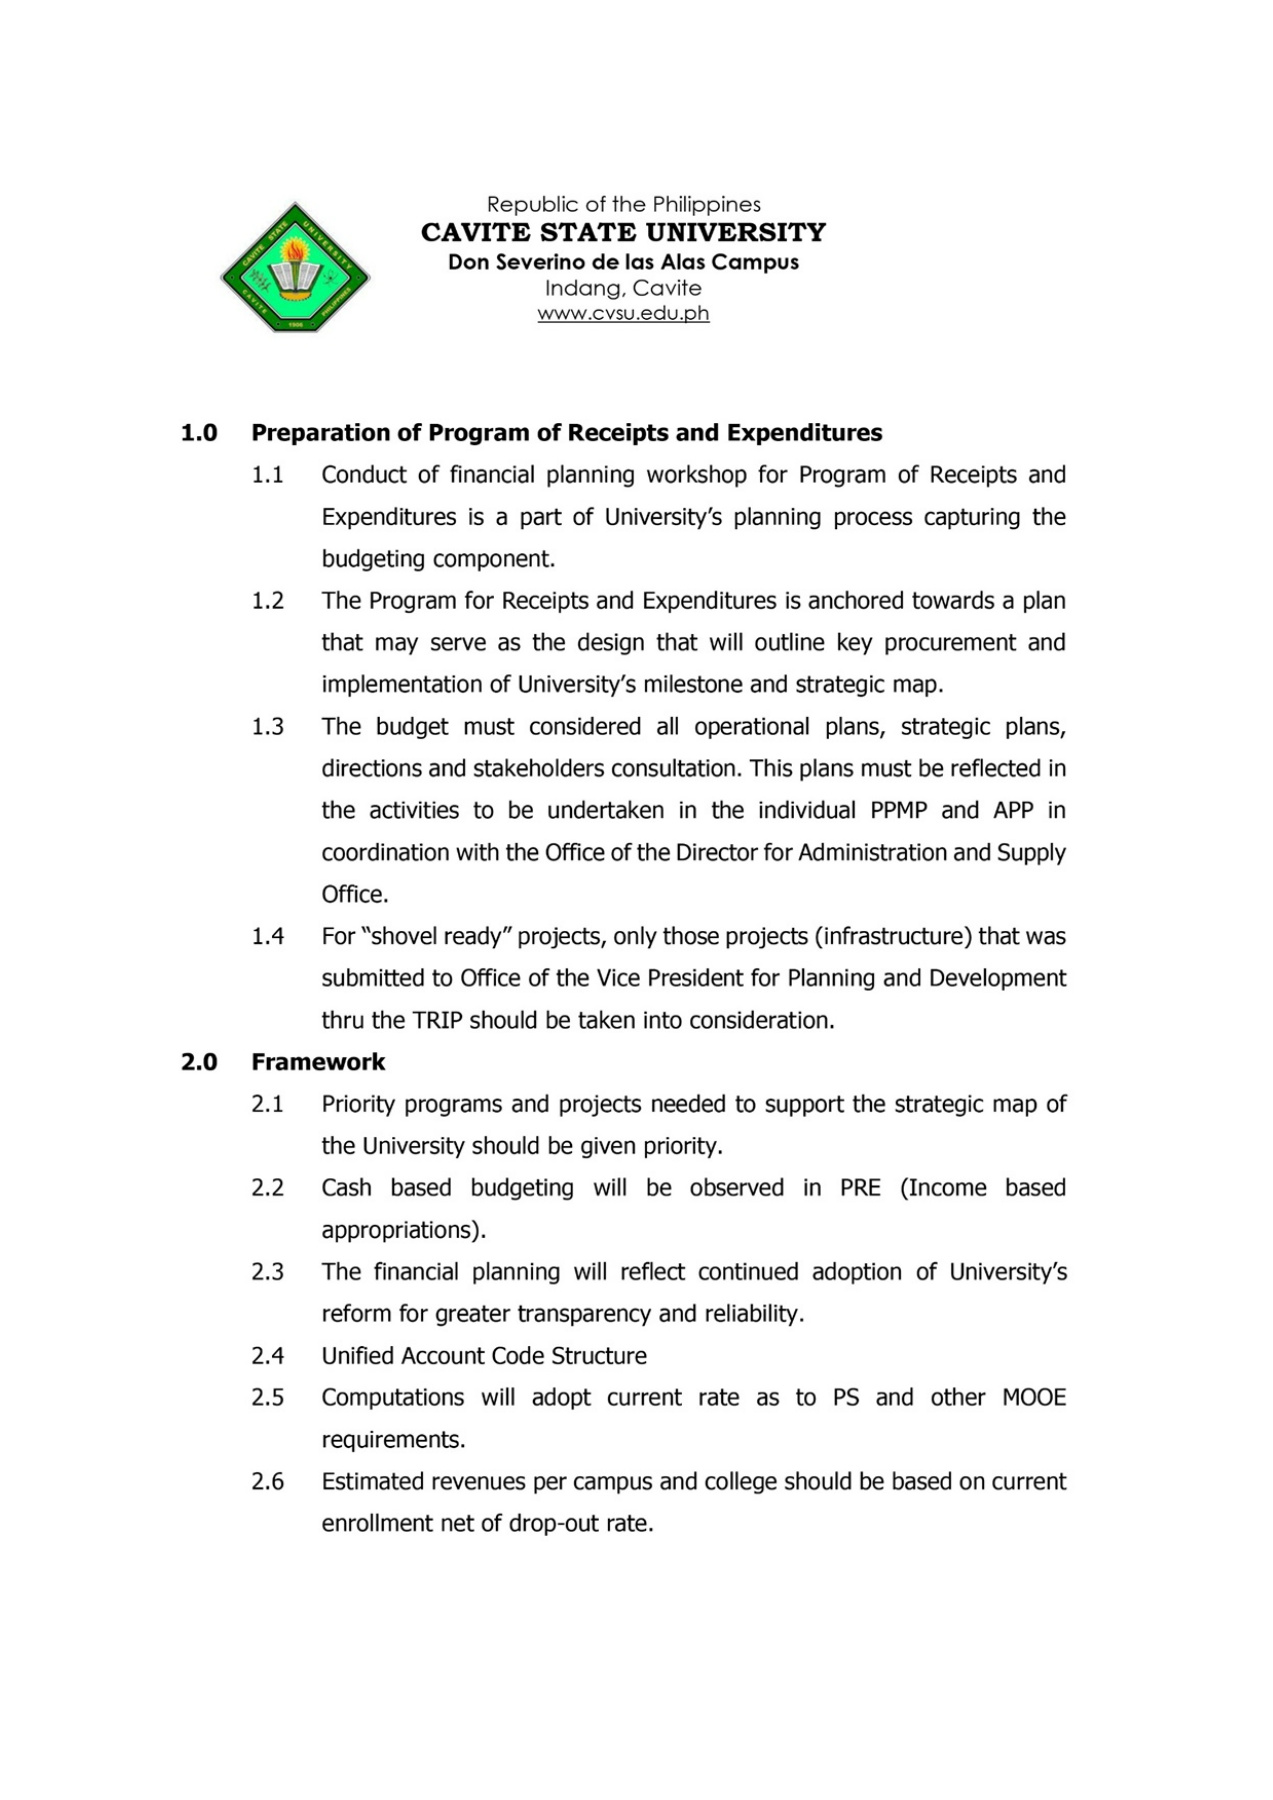 Republic of the Philippines
CAVITE STATE UNIVERSITY
Don Severino de las Alas Campus
Indang, Cavite
www.cvsu.edu.ph
CAVITE STATE UNIVERSITY
CAVITE 1906 PHILIPPINES
1.0 Preparation of Program of Receipts and Expenditures
1.1 Conduct of financial planning workshop for Program of Receipts and
Expenditures is a part of University’s planning process capturing the
budgeting component.
1.2 The Program for Receipts and Expenditures is anchored towards a plan
that may serve as the design that will outline key procurement and
implementation of University’s milestone and strategic map.
1.3 The budget must considered all operational plans, strategic plans,
directions and stakeholders consultation. This plans must be reflected in
the activities to be undertaken in the individual PPMP and APP in
coordination with the Office of the Director for Administration and Supply
Office.
1.4 For “shovel ready” projects, only those projects (infrastructure) that was
submitted to Office of the Vice President for Planning and Development
thru the TRIP should be taken into consideration.
2.0 Framework
2.1 Priority programs and projects needed to support the strategic map of
the University should be given priority.
2.2 Cash based budgeting will be observed in PRE (Income based
appropriations).
2.3 The financial planning will reflect continued adoption of University’s
reform for greater transparency and reliability.
2.4 Unified Account Code Structure
2.5 Computations will adopt current rate as to PS and other MOOE
requirements.
2.6 Estimated revenues per campus and college should be based on current
enrollment net of drop-out rate.